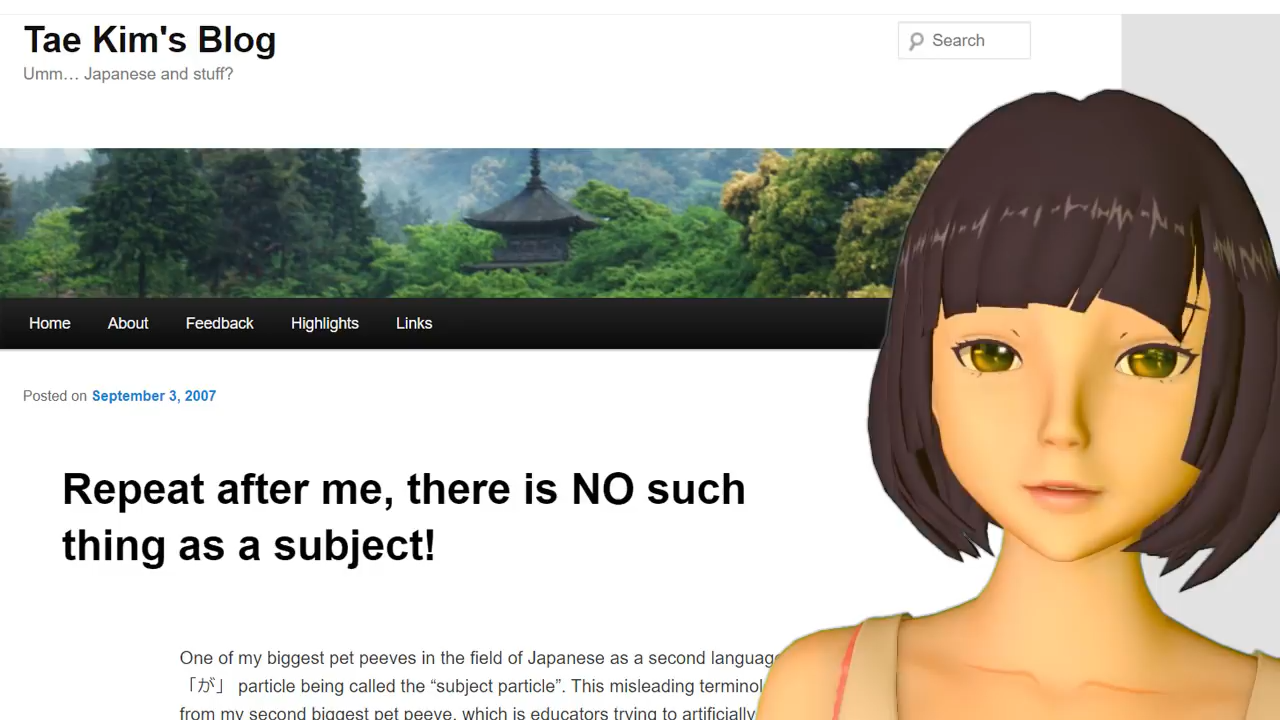 Tae Kim's Blog
Umm… Japanese and stuff?
Search
Home About Feedback Highlights Links
Posted on September 3, 2007
Repeat after me, there is NO such
thing as a subject!
One of my biggest pet peeves in the field of Japanese as a second language
「が」 particle being called the “subject particle”. This misleading
from my second biggest pet peeve, which is educators trying to artificially